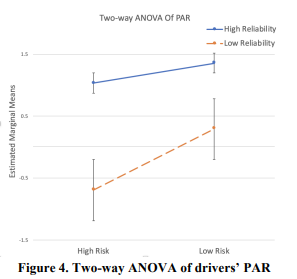 Two-way ANOVA Of PAR
High Reliability
Low Reliability
1.5
0.5
-0.5
-1.5
Estimated Marginal Means
High Risk
Low Risk
Figure 4. Two-way ANOVA of drivers’ PAR